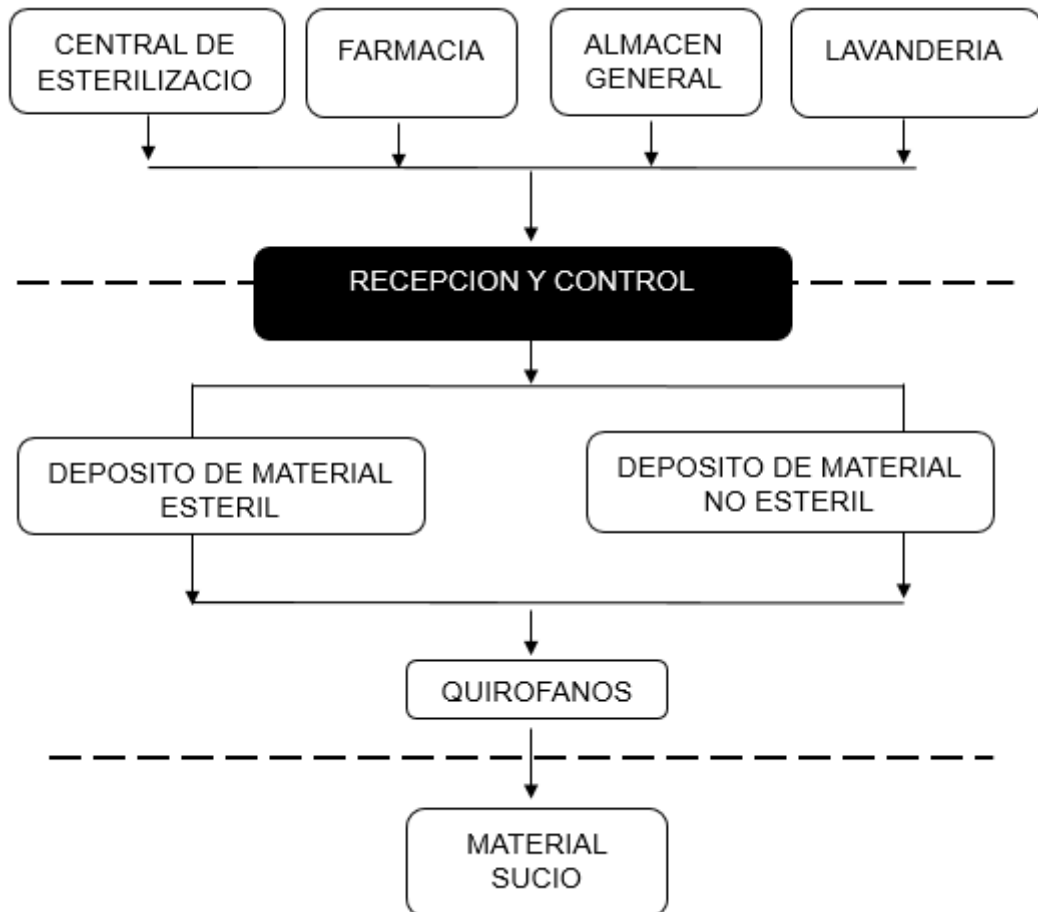 CENTRAL DE
ESTERILIZACIO
FARMACIA
ALMACEN
GENERAL
LAVANDERIA
RECEPCION Y CONTROL
DEPOSITO DE MATERIAL
ESTERIL
DEPOSITO DE MATERIAL
NO ESTERIL
QUIROFANOS
MATERIAL
SUCIO